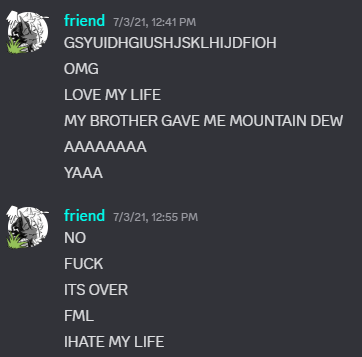 friend 7/3/21, 12:41 PM
GSYUIDHGIUSHJSKLHIJDFIOH
OMG
LOVE MY LIFE
MY BROTHER GAVE ME MOUNTAIN DEW
AAAAAAAA
YAAA
friend 7/3/21, 12:55 PM
NO
FUCK
ITS OVER
FML
IHATE MY LIFE